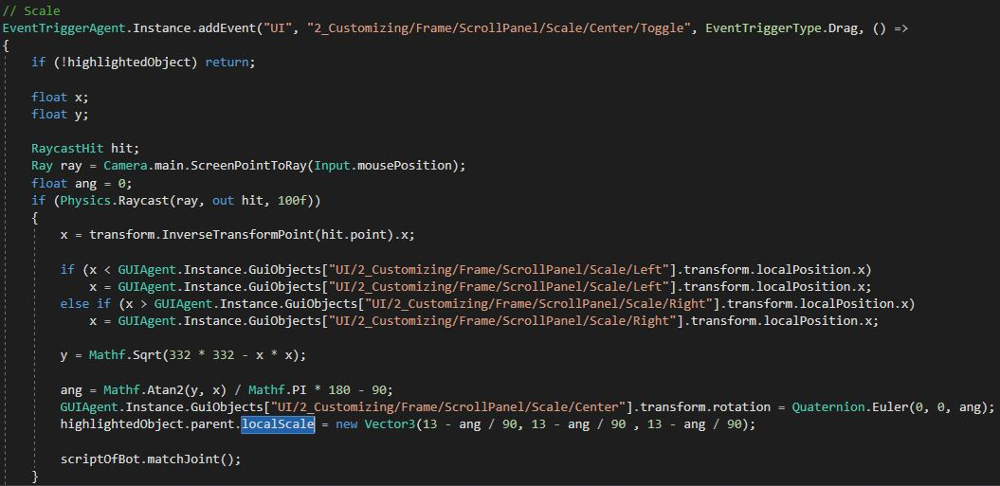 // Scale
EventTriggerAgent.Instance.addEvent("UI", "2_Customizing/Frame/ScrollPanel/Scale/Center/Toggle", EventTriggerType.Drag, () =>
{
if (!highlightedObject) return;
float x;
float y;
RaycastHit hit;
Ray ray = Camera.main.ScreenPointToRay(Input.mousePosition);
float ang = 0;
if (Physics.Raycast(ray, out hit, 100f))
{
x = transform.InverseTransformPoint(hit.point).x;
if (x < GUIAgent.Instance.GuiObjects["UI/2_Customizing/Frame/ScrollPanel/Scale/Left"].transform.localPosition.x)
x = GUIAgent.Instance.GuiObjects["UI/2_Customizing/Frame/ScrollPanel/Scale/Left"].transform.localPosition.x;
else if (x > GUIAgent.Instance.GuiObjects["UI/2_Customizing/Frame/ScrollPanel/Scale/Right"].transform.localPosition.x)
x = GUIAgent.Instance.GuiObjects["UI/2_Customizing/Frame/ScrollPanel/Scale/Right"].transform.localPosition.x;
y = Mathf.Sqrt(332 * 332 - x * x);
ang = Mathf.Atan2(y, x) / Mathf.PI * 180 - 90;
GUIAgent.Instance.GuiObjects["UI/2_Customizing/Frame/ScrollPanel/Scale/Center"].transform.rotation = Quaternion.Euler(0, 0, ang);
highlightedObject.parent.localScale = new Vector3(13 - ang / 90, 13 - ang / 90 , 13 - ang / 90);
scriptOfBot.matchJoint();
}